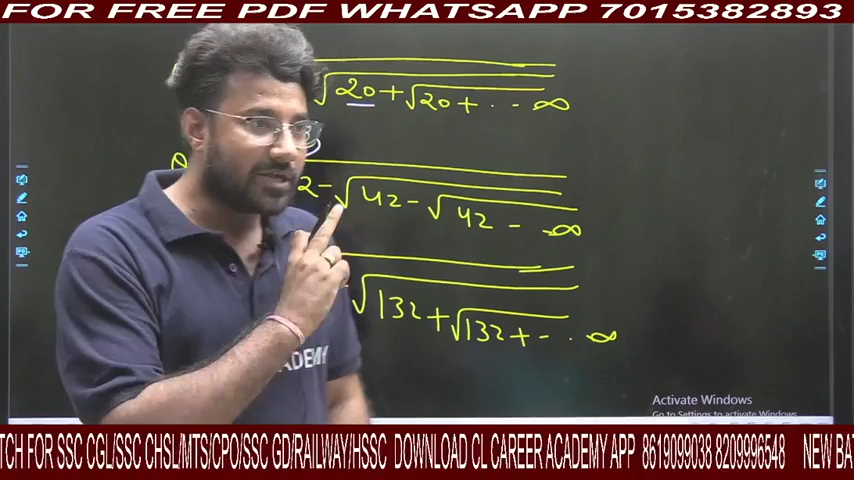 FOR FREE PDF WHATSAPP 7015382893
√20+√20+ . - ∞
2-√42-√42 - - ∞
√132+√132+ - . ∞
ADEMY
Activate Windows
Go to Settings to activate Windows.
TCH FOR SSC CGL/SSC CHSL/MTS/CPO/SSC GD/RAILWAY/HSSC DOWNLOAD CL CAREER ACADEMY APP 8619099038 8209996548 NEW BA